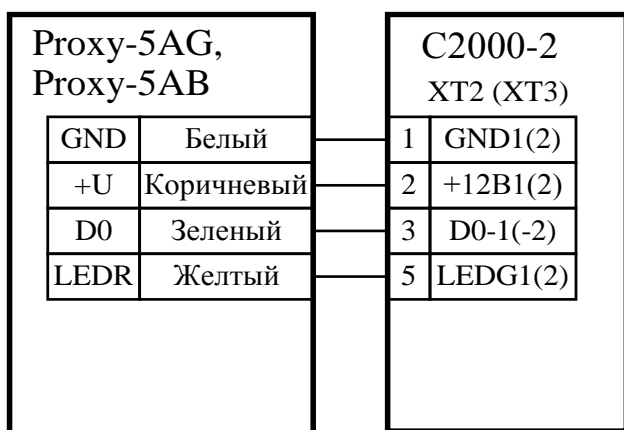 Proxy-5AG,
Proxy-5AB
GND Белый
+U Коричневый
D0 Зеленый
LEDR Желтый
C2000-2
XT2 (XT3)
1 GND1(2)
2 +12В1(2)
3 D0-1(-2)
5 LEDG1(2)